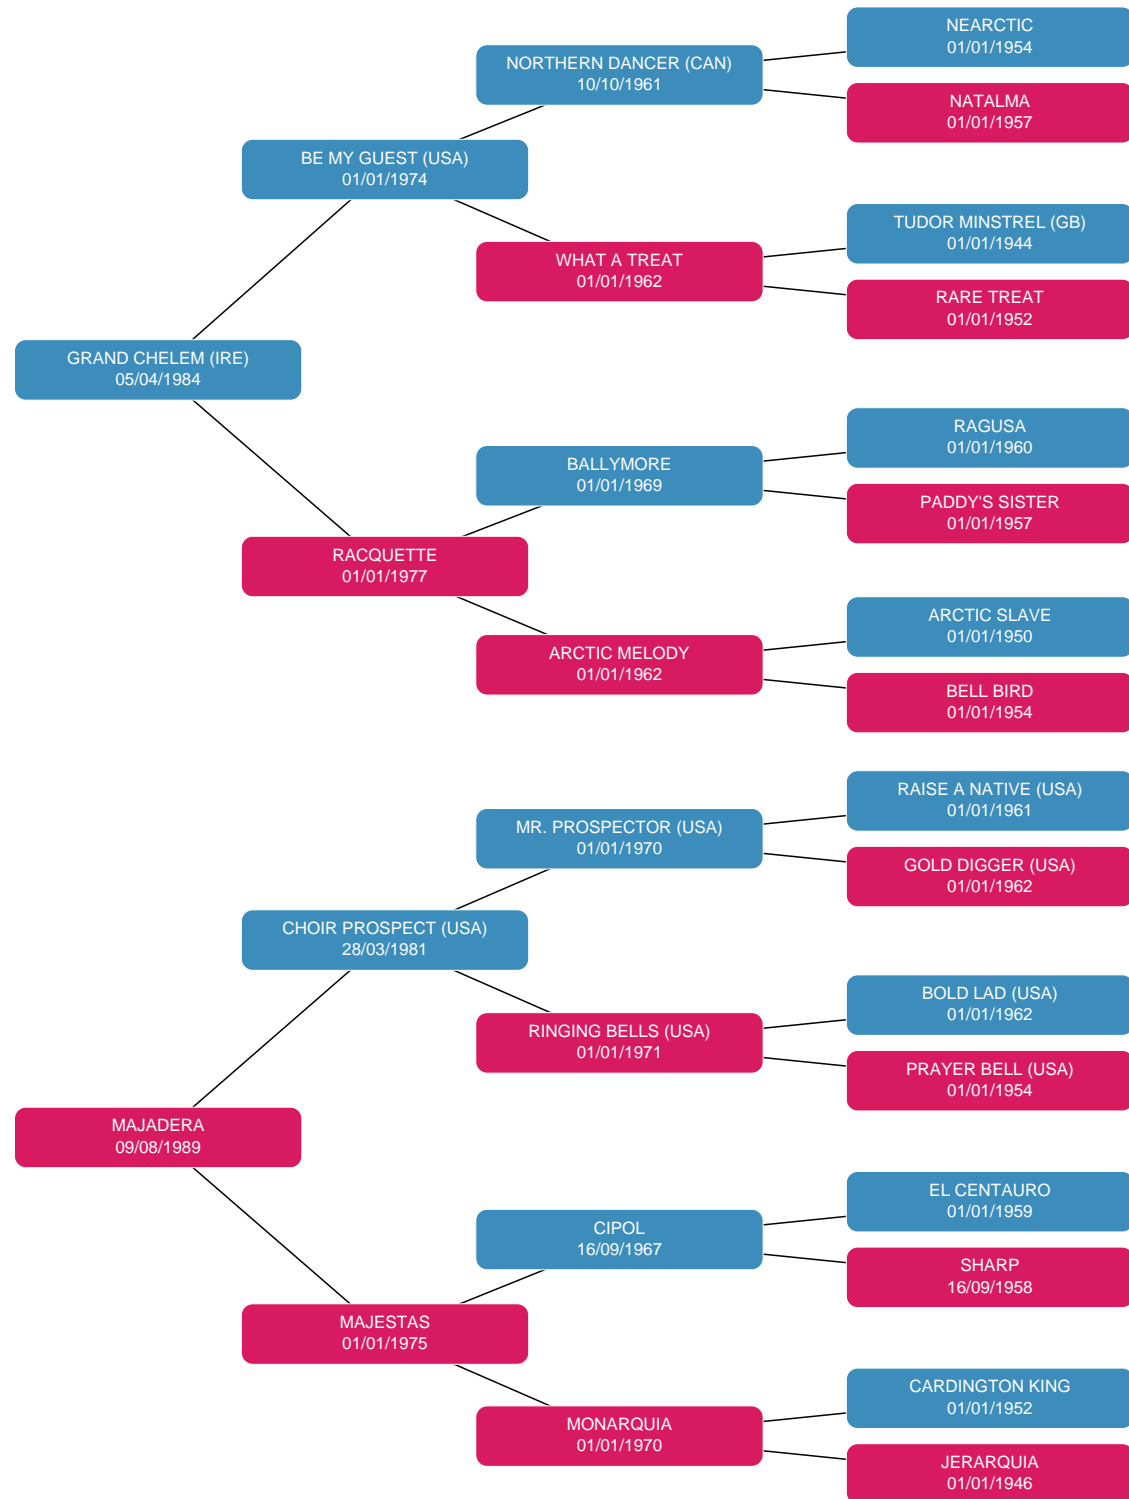 NEARCTIC
01/01/1954
NORTHERN DANCER (CAN)
10/10/1961
NATALMA
01/01/1957
BE MY GUEST (USA)
01/01/1974
TUDOR MINSTREL (GB)
01/01/1944
WHAT A TREAT
01/01/1962
RARE TREAT
01/01/1952
GRAND CHELEM (IRE)
05/04/1984
RAGUSA
01/01/1960
BALLYMORE
01/01/1969
PADDY'S SISTER
01/01/1957
RACQUETTE
01/01/1977
ARCTIC SLAVE
01/01/1950
ARCTIC MELODY
01/01/1962
BELL BIRD
01/01/1954
RAISE A NATIVE (USA)
01/01/1961
MR. PROSPECTOR (USA)
01/01/1970
GOLD DIGGER (USA)
01/01/1962
CHOIR PROSPECT (USA)
28/03/1981
BOLD LAD (USA)
01/01/1962
RINGING BELLS (USA)
01/01/1971
PRAYER BELL (USA)
01/01/1954
MAJADERA
09/08/1989
EL CENTAURO
01/01/1959
CIPOL
16/09/1967
SHARP
16/09/1958
MAJESTAS
01/01/1975
CARDINGTON KING
01/01/1952
MONARQUIA
01/01/1970
JERARQUIA
01/01/1946